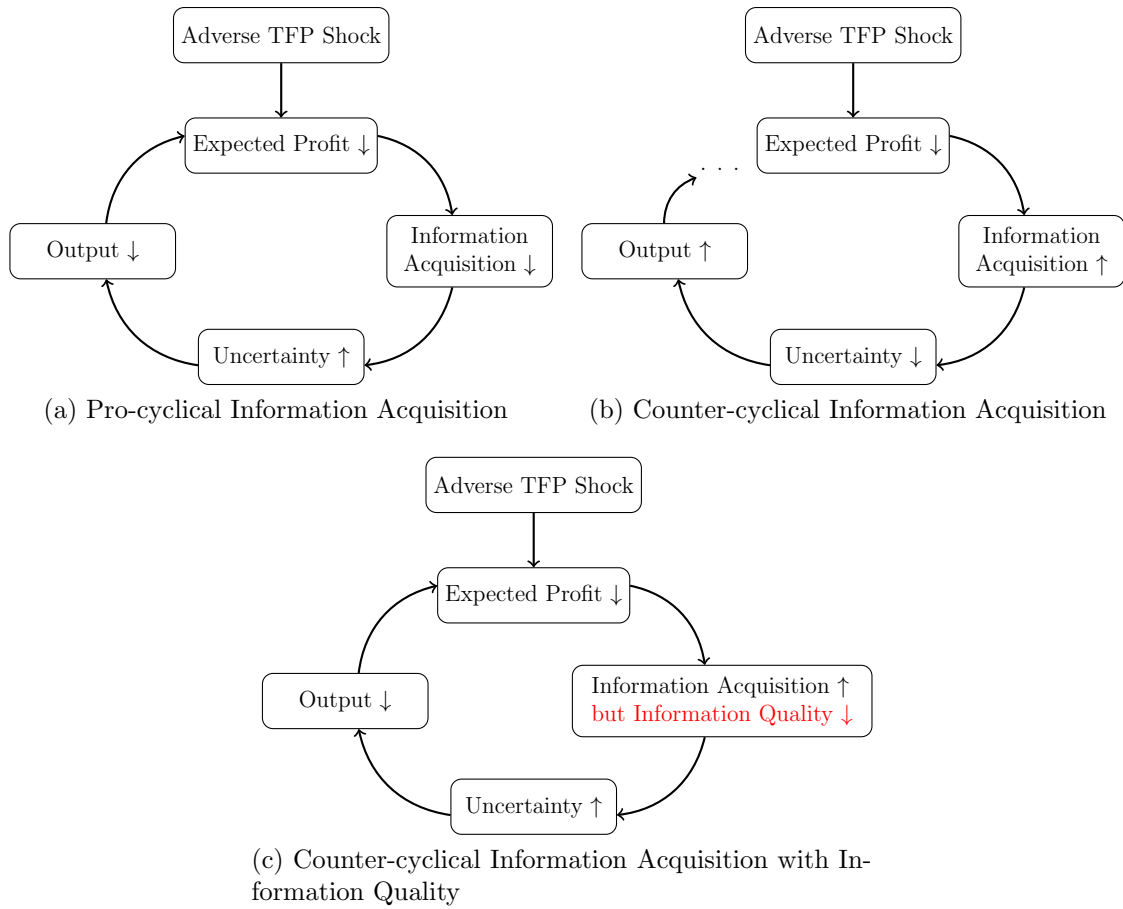 Adverse TFP Shock
Expected Profit ↓
Information
Acquisition ↓
Uncertainty ↑
Output ↓
(a) Pro-cyclical Information Acquisition
Adverse TFP Shock
Expected Profit ↓
Information
Acquisition ↑
Uncertainty ↓
Output ↑
. . .
(b) Counter-cyclical Information Acquisition
Adverse TFP Shock
Expected Profit ↓
Information Acquisition ↑
but Information Quality ↓
Uncertainty ↑
Output ↓
(c) Counter-cyclical Information Acquisition with In-
formation Quality